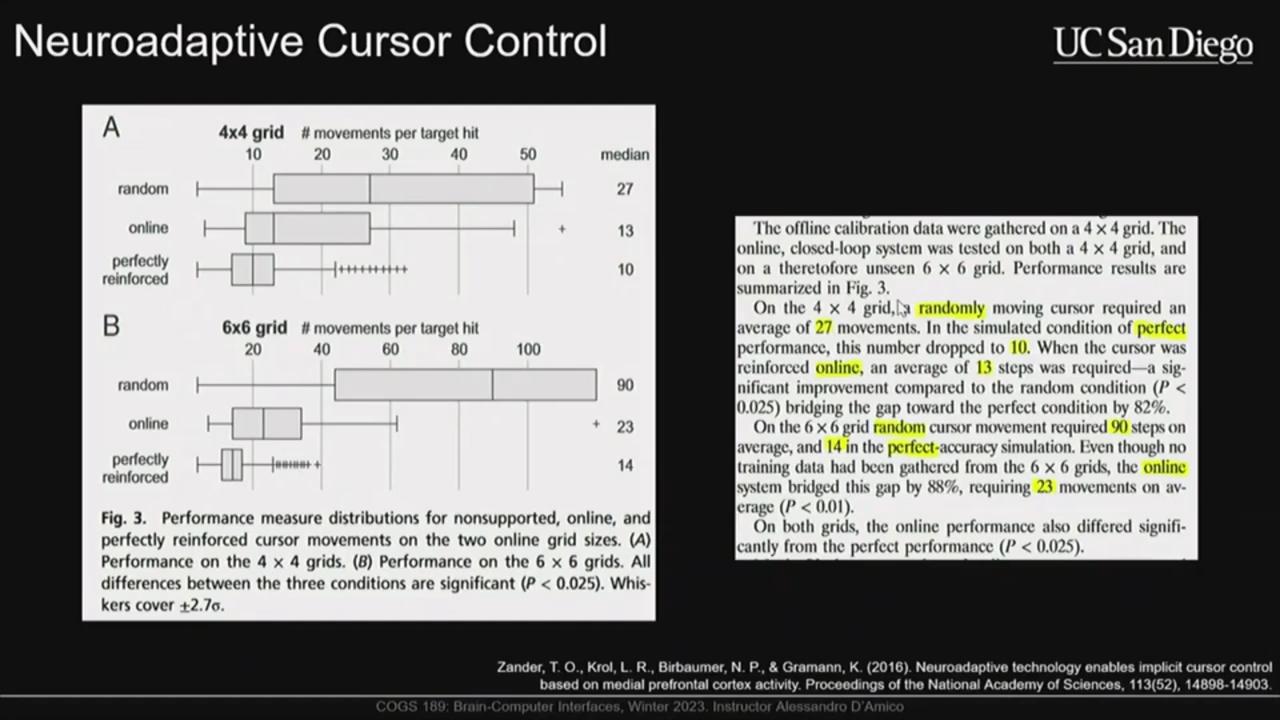 Neuroadaptive Cursor Control
UC San Diego
A
4x4 grid # movements per target hit
10 20 30 40 50 median
random 27
online 13
perfectly
reinforced 10
B
6x6 grid # movements per target hit
20 40 60 80 100
random 90
online 23
perfectly
reinforced 14
Fig. 3. Performance measure distributions for nonsupported, online, and
perfectly reinforced cursor movements on the two online grid sizes. (A)
Performance on the 4 × 4 grids. (B) Performance on the 6 × 6 grids. All
differences between the three conditions are significant (P < 0.025). Whis-
kers cover ±2.7σ.
The offline calibration data were gathered on a 4 × 4 grid. The
online, closed-loop system was tested on both a 4 × 4 grid, and
on a theretofore unseen 6 × 6 grid. Performance results are
summarized in Fig. 3.
On the 4 × 4 grid, a randomly moving cursor required an
average of 27 movements. In the simulated condition of perfect
performance, this number dropped to 10. When the cursor was
reinforced online, an average of 13 steps was required—a sig-
nificant improvement compared to the random condition (P <
0.025) bridging the gap toward the perfect condition by 82%.
On the 6 × 6 grid random cursor movement required 90 steps on
average, and 14 in the perfect-accuracy simulation. Even though no
training data had been gathered from the 6 × 6 grids, the online
system bridged this gap by 88%, requiring 23 movements on av-
erage (P < 0.01).
On both grids, the online performance also differed signifi-
cantly from the perfect performance (P < 0.025).
Zander, T. O., Krol, L. R., Birbaumer, N. P., & Gramann, K. (2016). Neuroadaptive technology enables implicit cursor control
based on medial prefrontal cortex activity. Proceedings of the National Academy of Sciences, 113(52), 14898-14903.
COGS 189: Brain-Computer Interfaces, Winter 2023. Instructor Alessandro D'Amico